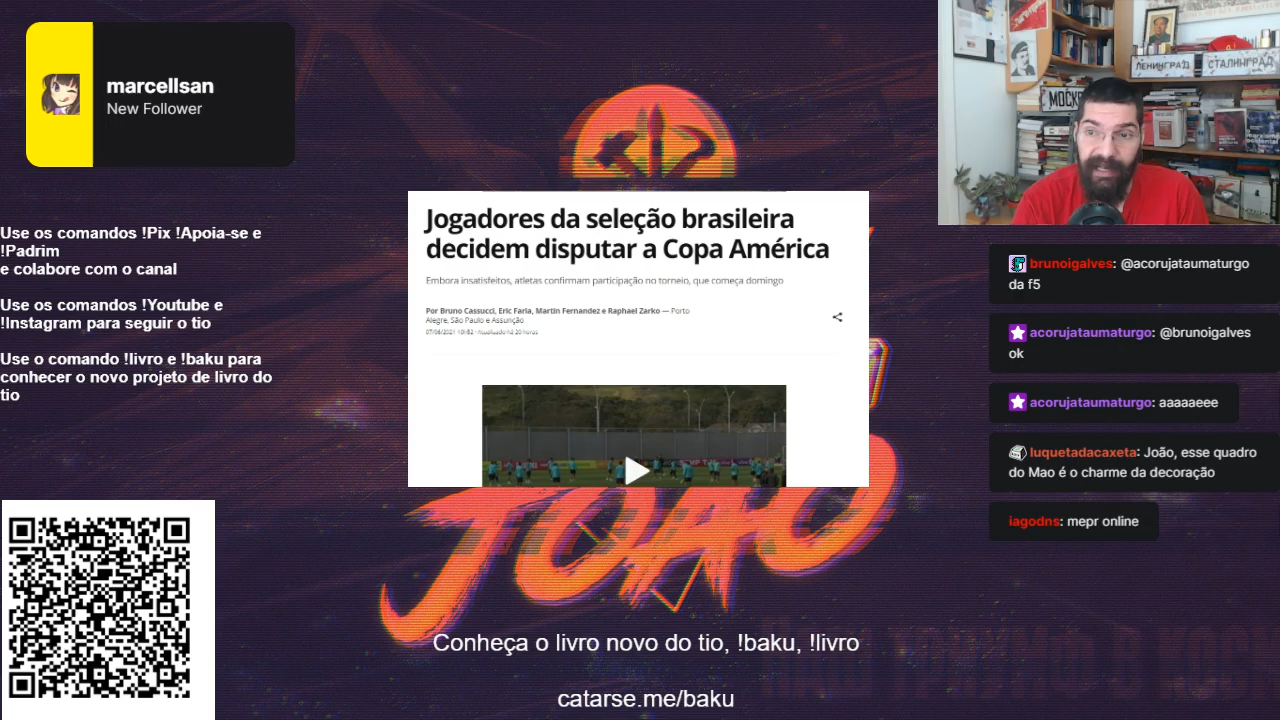 marcellsan
New Follower
Use os comandos !Pix !Apoia-se e
!Padrim
e colabore com o canal
Use os comandos !Youtube e
!Instagram para seguir o tio
Use o comando !livro e !baku para
conhecer o novo projeto de livro do
tio
Jogadores da seleção brasileira
decidem disputar a Copa América
Embora insatisfeitos, atletas confirmam participação no torneio, que começa domingo
Por Bruno Cassucci, Eric Faria, Martin Fernandez e Raphael Zarko — Porto
Alegre, São Paulo e Assunção
JOÃO
Conheça o livro novo do tio, !baku, !livro
catarse.me/baku
ЛЕНИНГРАД
СТАЛИНГРАД
brunoigalves: @acorujataumaturgo
da f5
acorujataumaturgo: @brunoigalves
ok
acorujataumaturgo: aaaaaeee
luquetadacaxeta: João, esse quadro
do Mao é o charme da decoração
iagodns: mepr online